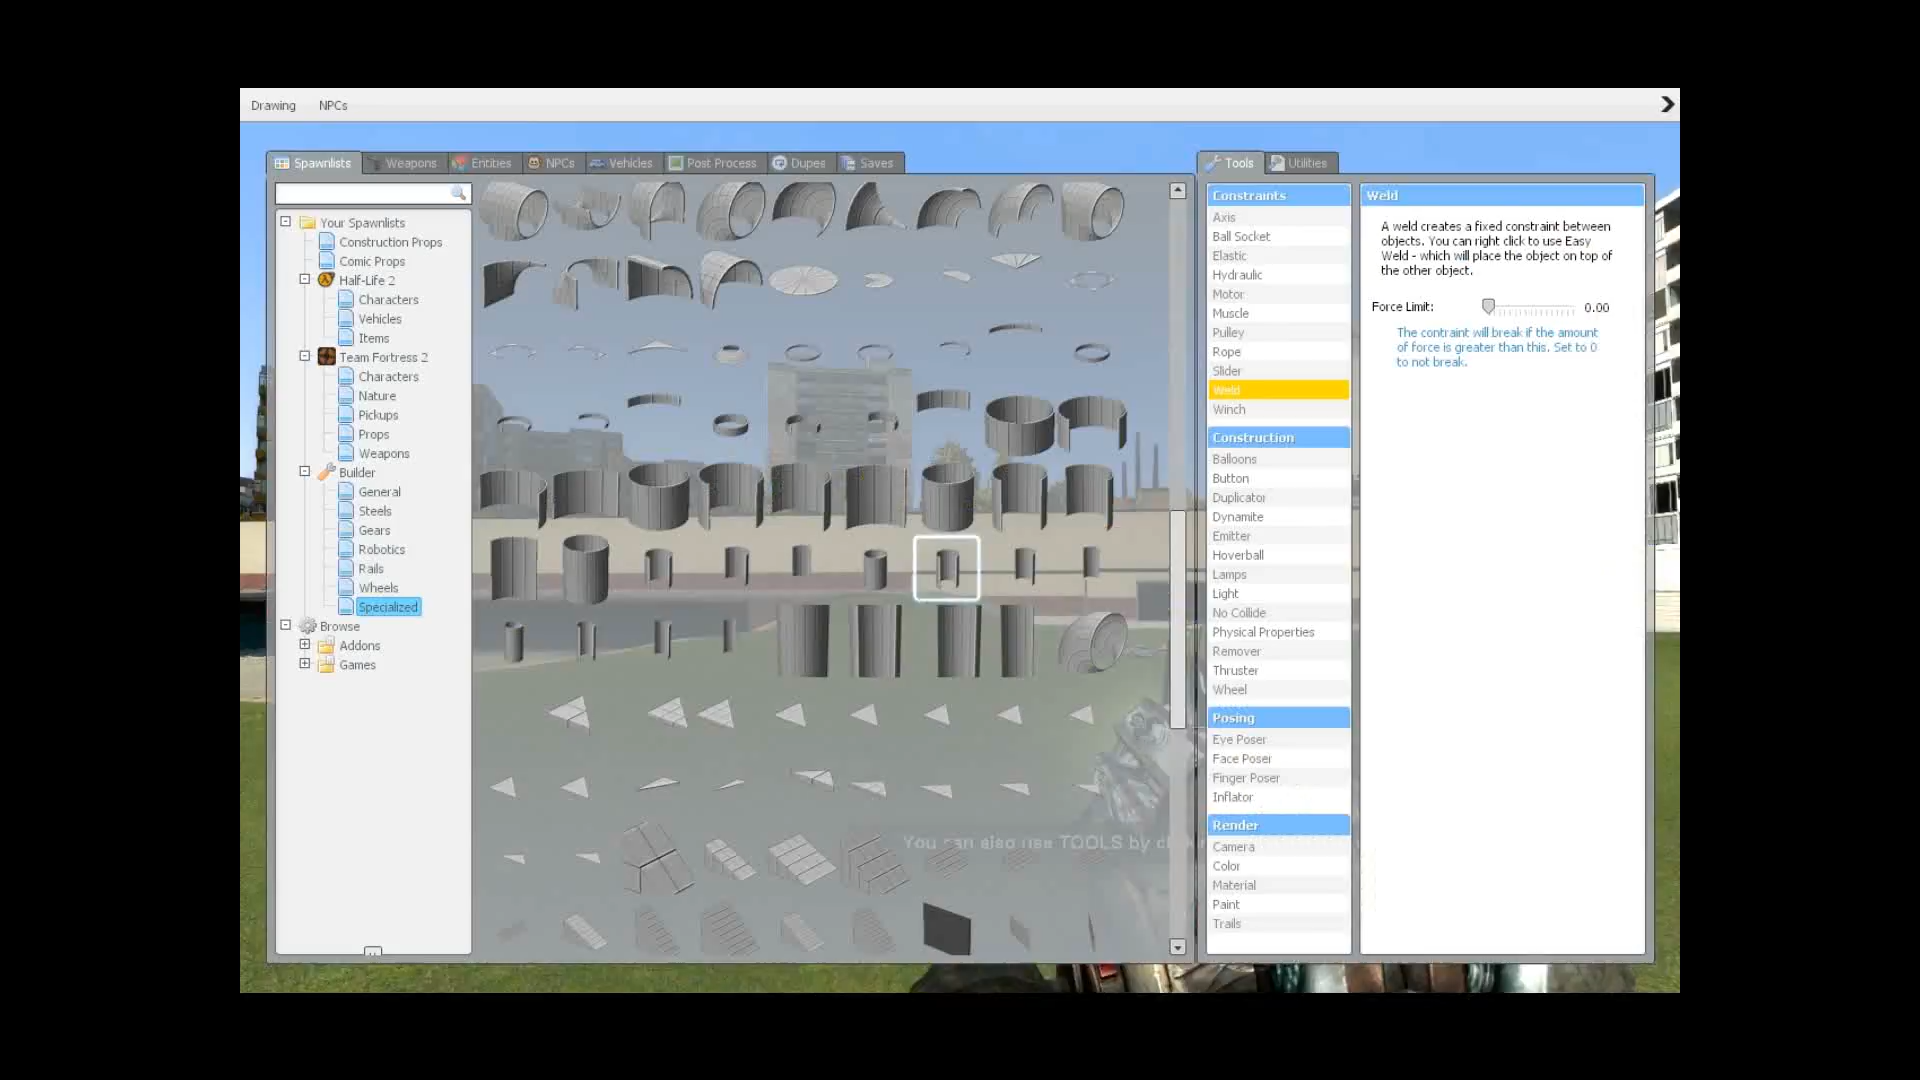 Drawing NPCs
Spawnlists Weapons Entities NPCs Vehicles Post Process Dupes Saves
Your Spawnlists
Construction Props
Comic Props
Half-Life 2
Characters
Vehicles
Items
Team Fortress 2
Characters
Nature
Pickups
Props
Weapons
Builder
General
Steels
Gears
Robotics
Rails
Wheels
Specialized
Browse
Addons
Games
You can also use TOOLS by
Tools Utilities
Constraints
Axis
Ball Socket
Elastic
Hydraulic
Motor
Muscle
Pulley
Rope
Slider
Weld
Winch
Construction
Balloons
Button
Duplicator
Dynamite
Emitter
Hoverball
Lamps
Light
No Collide
Physical Properties
Remover
Thruster
Wheel
Posing
Eye Poser
Face Poser
Finger Poser
Inflator
Render
Camera
Color
Material
Paint
Trails
Weld
A weld creates a fixed constraint between
objects. You can right click to use Easy
Weld - which will place the object on top of
the other object.
Force Limit: 0.00
The contraint will break if the amount
of force is greater than this. Set to 0
to not break.